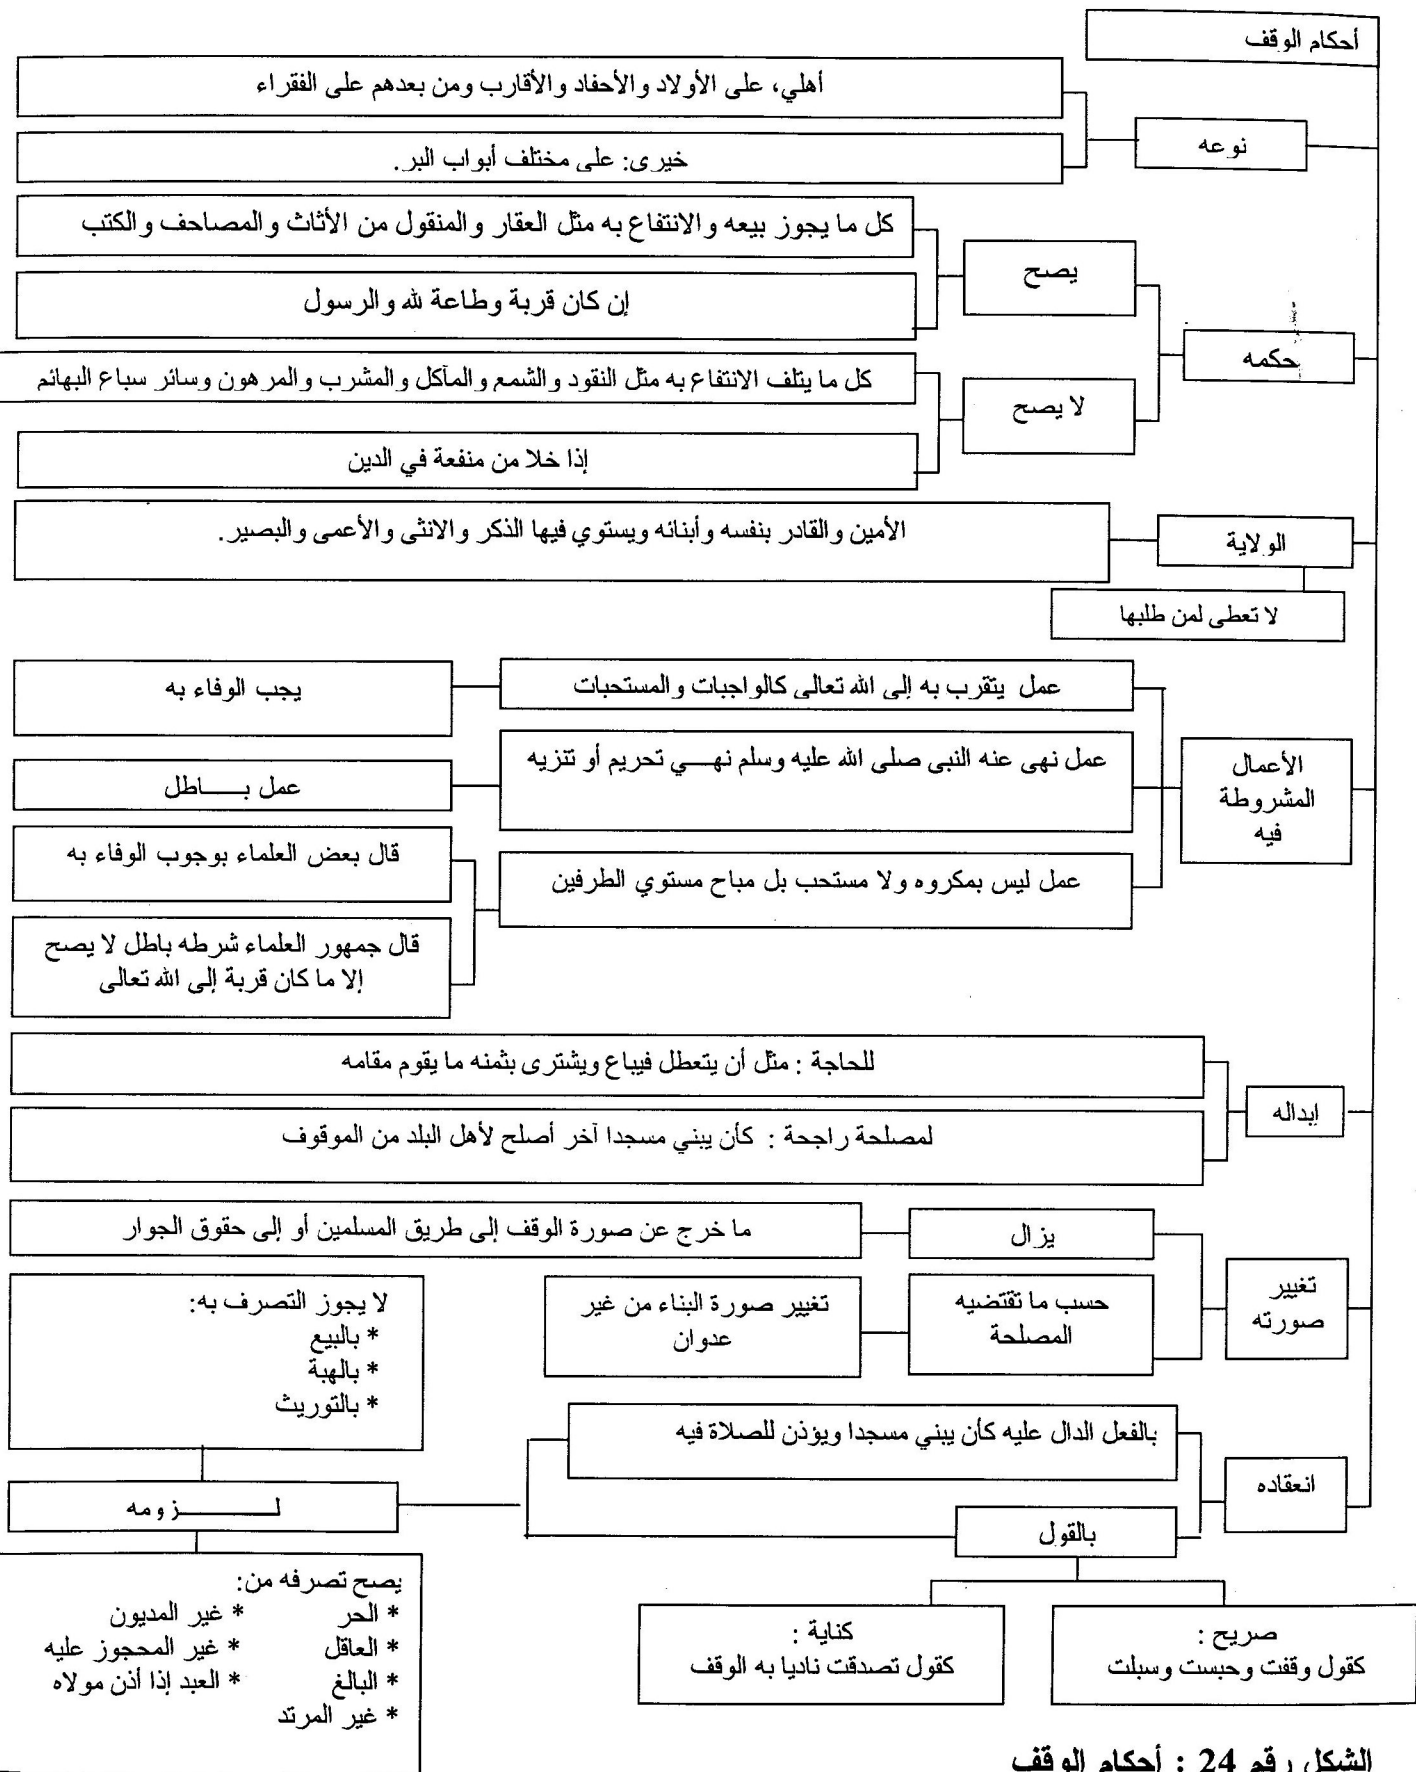 أحكام الوقف
أهلي، على الأولاد والأحفاد والأقارب ومن بعدهم على الفقراء
نوعه
خيرى: على مختلف أبواب البر.
كل ما يجوز بيعه والانتفاع به مثل العقار والمنقول من الأثاث والمصاحف والكتب
يصح
إن كان قربة وطاعة لله والرسول
حكمه
كل ما يتلف الانتفاع به مثل النقود والشمع والمآكل والمشرب والمرهون وسائر سباع البهائم
لا يصح
إذا خلا من منفعة في الدين
الأمين والقادر بنفسه وأبنائه ويستوي فيها الذكر والانثى والأعمى والبصير.
الولاية
لا تعطى لمن طلبها
عمل يتقرب به إلى الله تعالى كالواجبات والمستحبات
يجب الوفاء به
الأعمال
المشروطة
فيه
عمل نهى عنه النبى صلى الله عليه وسلم نهي تحريم أو تنزيه
عمل باطل
عمل ليس بمكروه ولا مستحب بل مباح مستوي الطرفين
قال بعض العلماء بوجوب الوفاء به
قال جمهور العلماء شرطه باطل لا يصح
إلا ما كان قربة إلى الله تعالى
للحاجة : مثل أن يتعطل فيباع ويشترى بثمنه ما يقوم مقامه
إبداله
لمصلحة راجحة : كأن يبني مسجدا آخر أصلح لأهل البلد من الموقوف
يزال
ما خرج عن صورة الوقف إلى طريق المسلمين أو إلى حقوق الجوار
تغيير
صورته
حسب ما تقتضيه
المصلحة
تغيير صورة البناء من غير
عدوان
لا يجوز التصرف به:
* بالبيع
* بالهبة
* بالتوريث
بالفعل الدال عليه كأن يبني مسجدا ويؤذن للصلاة فيه
انعقاده
لزومه
بالقول
صريح :
كقول وقفت وحبست وسبلت
كناية :
كقول تصدقت ناديا به الوقف
يصح تصرفه من:
* الحر * غير المديون
* العاقل * غير المحجوز عليه
* البالغ * العبد إذا أذن مولاه
* غير المرتد
الشكل رقم 24 : أحكام الوقف